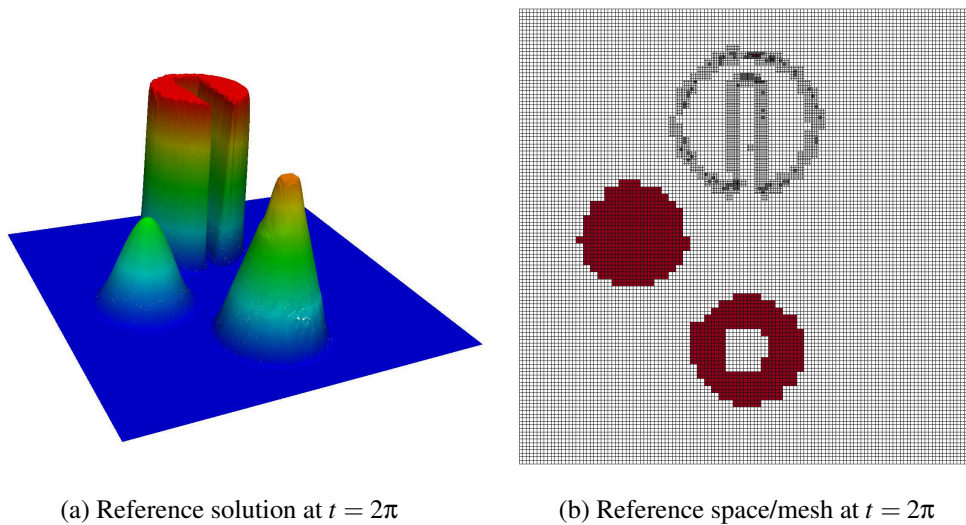 (a) Reference solution at t = 2π
(b) Reference space/mesh at t = 2π